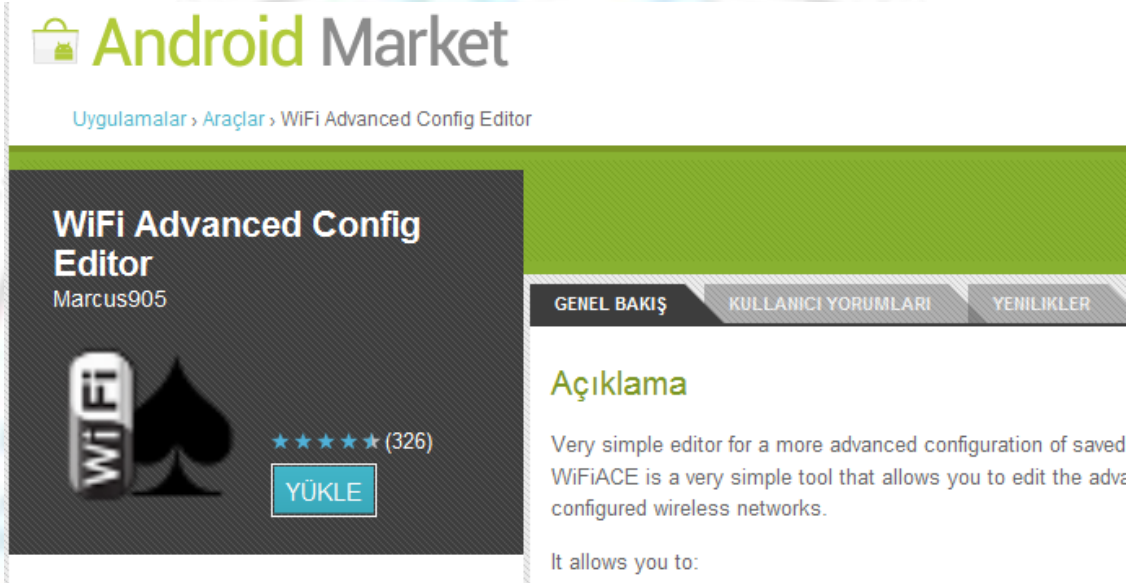 Android Market
Uygulamalar › Araçlar › WiFi Advanced Config Editor
WiFi Advanced Config
Editor
Marcus905
WiFi
(326)
YÜKLE
GENEL BAKIŞ
KULLANICI YORUMLARI
YENILIKLER
Açıklama
Very simple editor for a more advanced configuration of saved
WiFiACE is a very simple tool that allows you to edit the adva
configured wireless networks.
It allows you to: